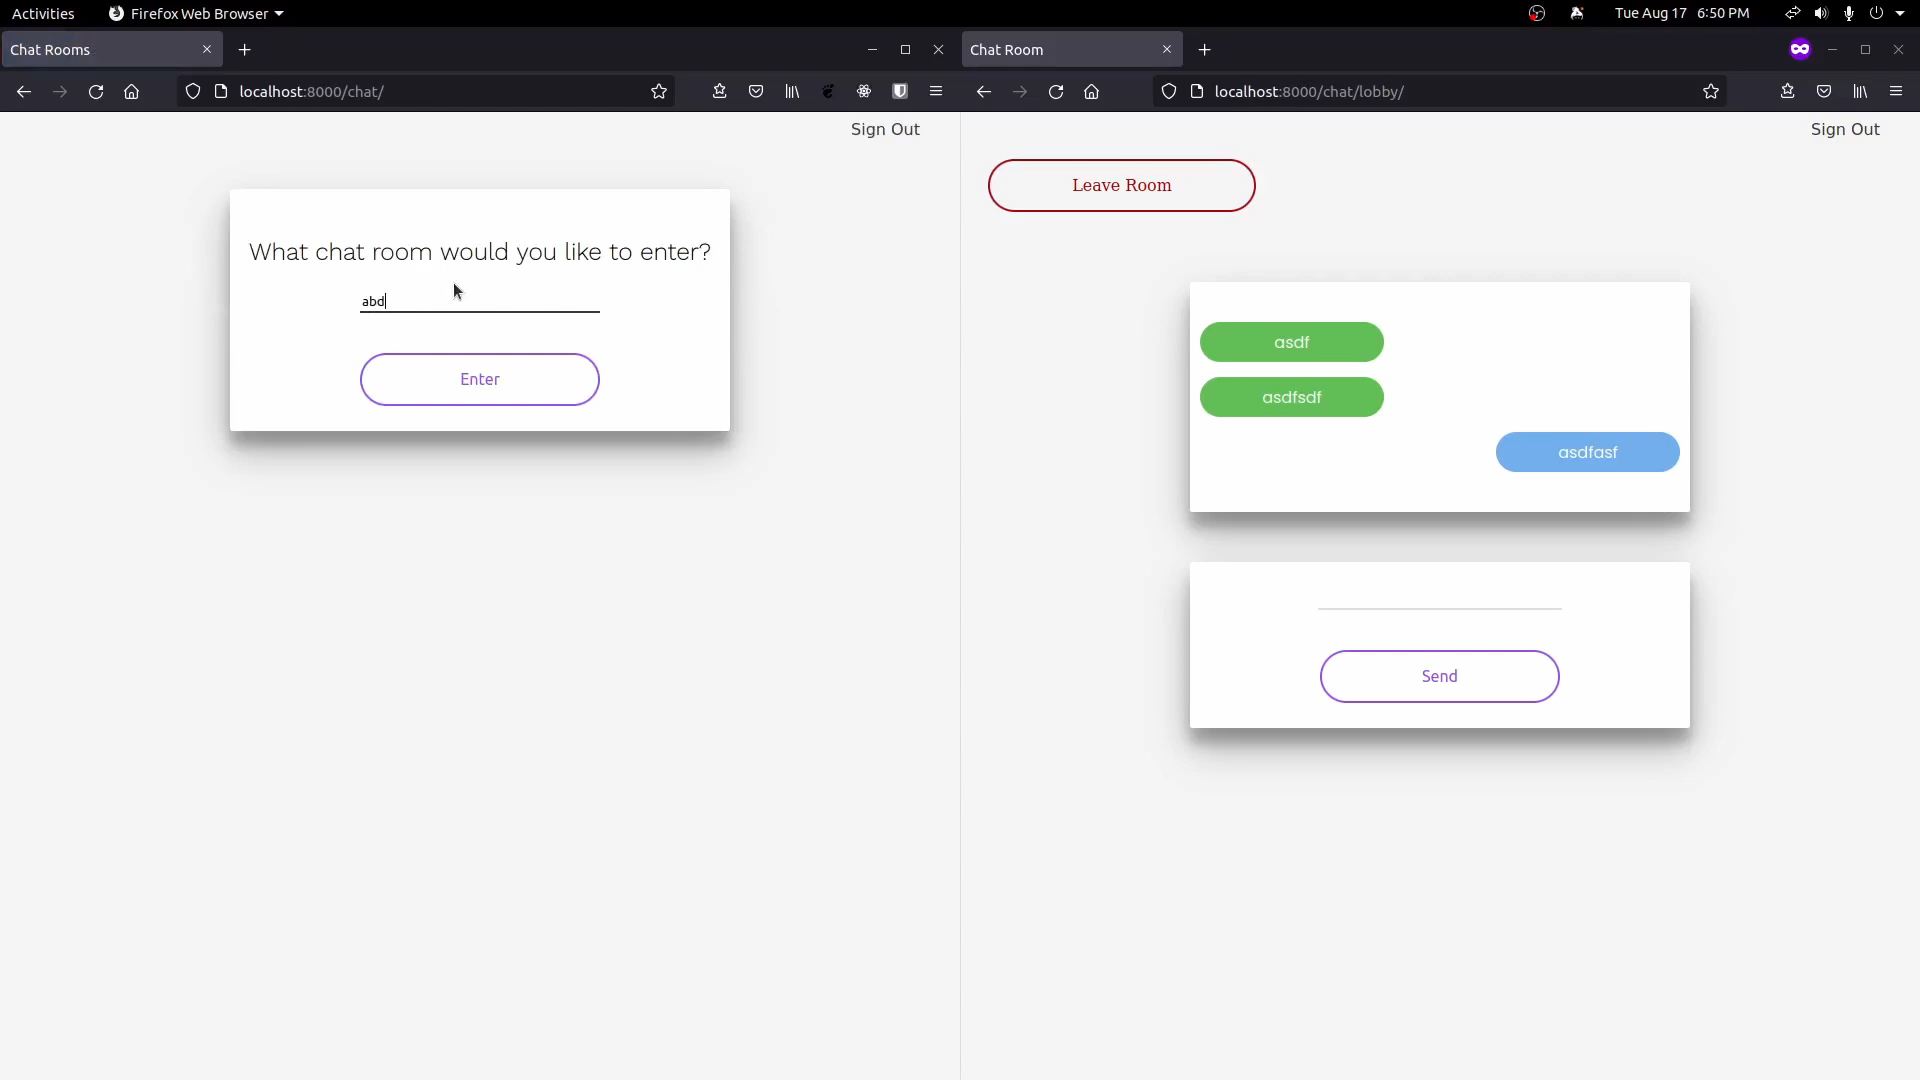 Activities Firefox Web Browser Tue Aug 17 6:50 PM
Chat Rooms
Chat Room
localhost:8000/chat/
localhost:8000/chat/lobby/
Sign Out
What chat room would you like to enter?
abd
Enter
Sign Out
Leave Room
asdf
asdfsdf
asdfasf
Send